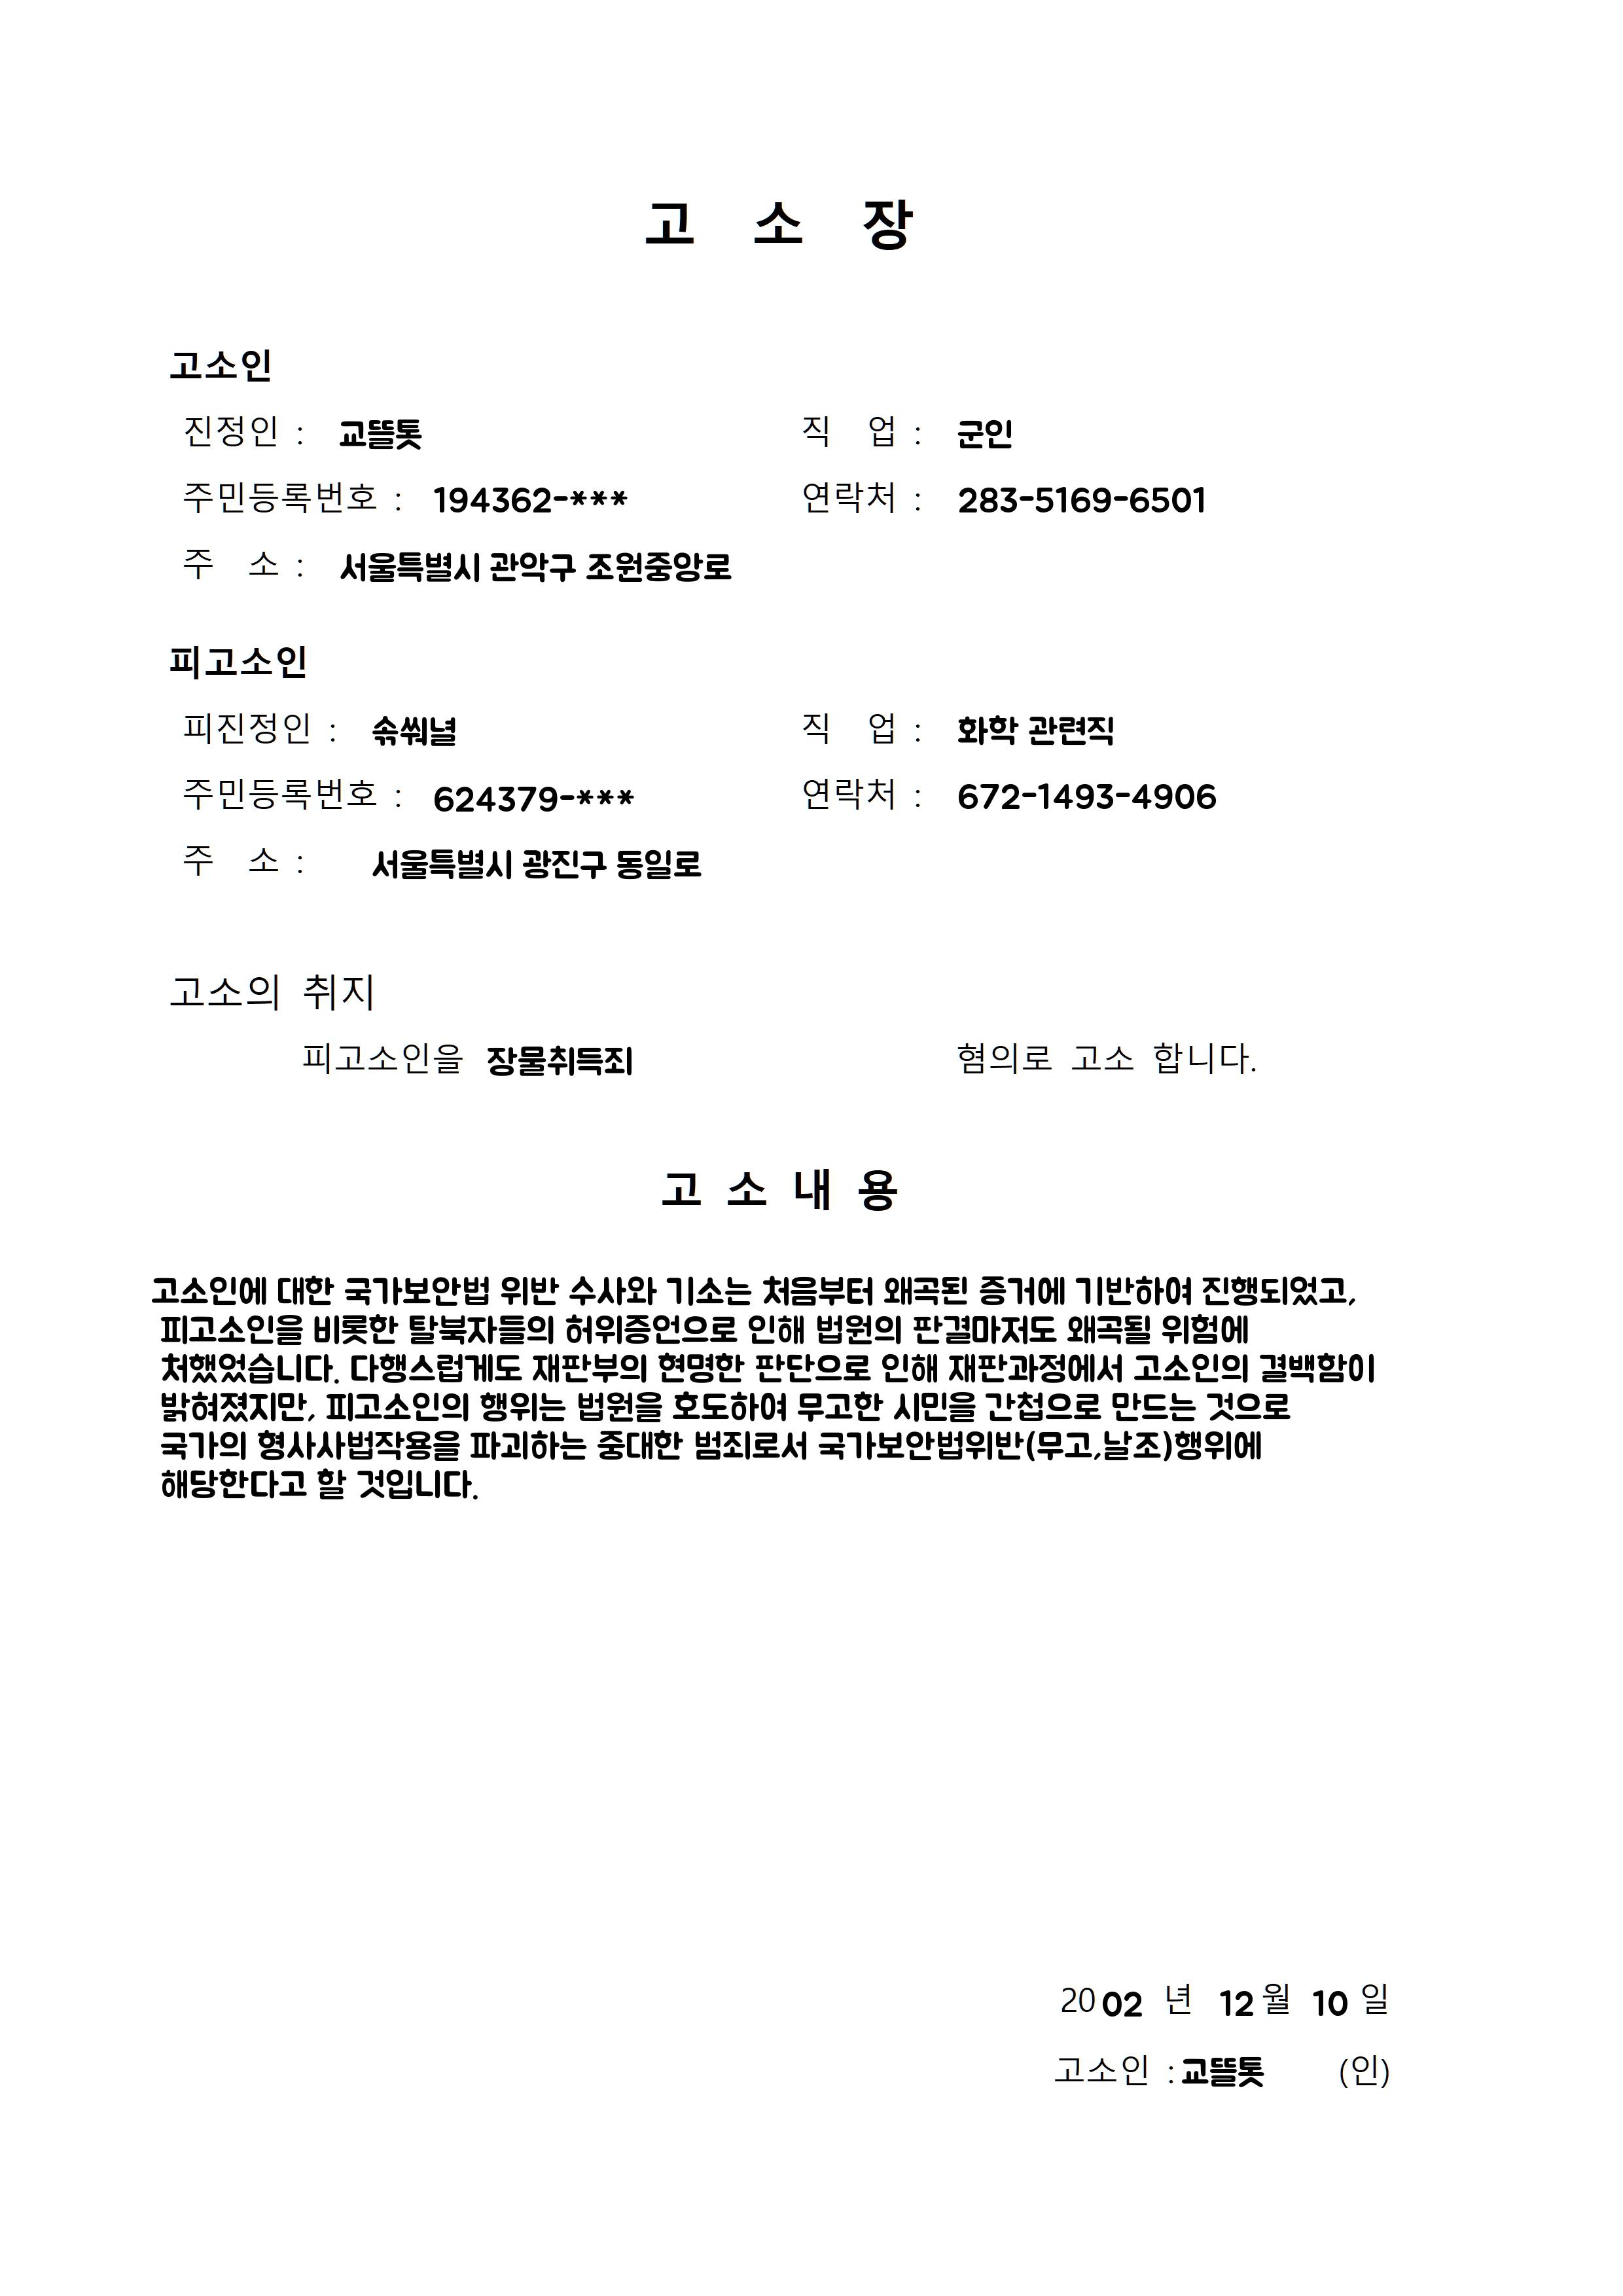 고 소 장
고소인
진정인 : 교뜰톳 직 업 : 군인
주민등록번호 : 194362-*** 연락처 : 283-5169-6501
주 소 : 서울특별시 관악구 조원중앙로
피고소인
피진정인 : 솎쒀널 직 업 : 화학 관련직
주민등록번호 : 624379-*** 연락처 : 672-1493-4906
주 소 : 서울특별시 광진구 동일로
고소의 취지
피고소인을 장물취득죄 혐의로 고소 합니다.
고 소 내 용
고소인에 대한 국가보안법 위반 수사와 기소는 처음부터 왜곡된 증거에 기반하여 진행되었고,
피고소인을 비롯한 탈북자들의 허위증언으로 인해 법원의 판결마저도 왜곡될 위험에
처했었습니다. 다행스럽게도 재판부의 현명한 판단으로 인해 재판과정에서 고소인의 결백함이
밝혀졌지만, 피고소인의 행위는 법원을 호도하여 무고한 시민을 간첩으로 만드는 것으로
국가의 형사사법작용을 파괴하는 중대한 범죄로서 국가보안법위반(무고,날조)행위에
해당한다고 할 것입니다.
2002 년 12월 10 일
고소인 : 교뜰톳 (인)